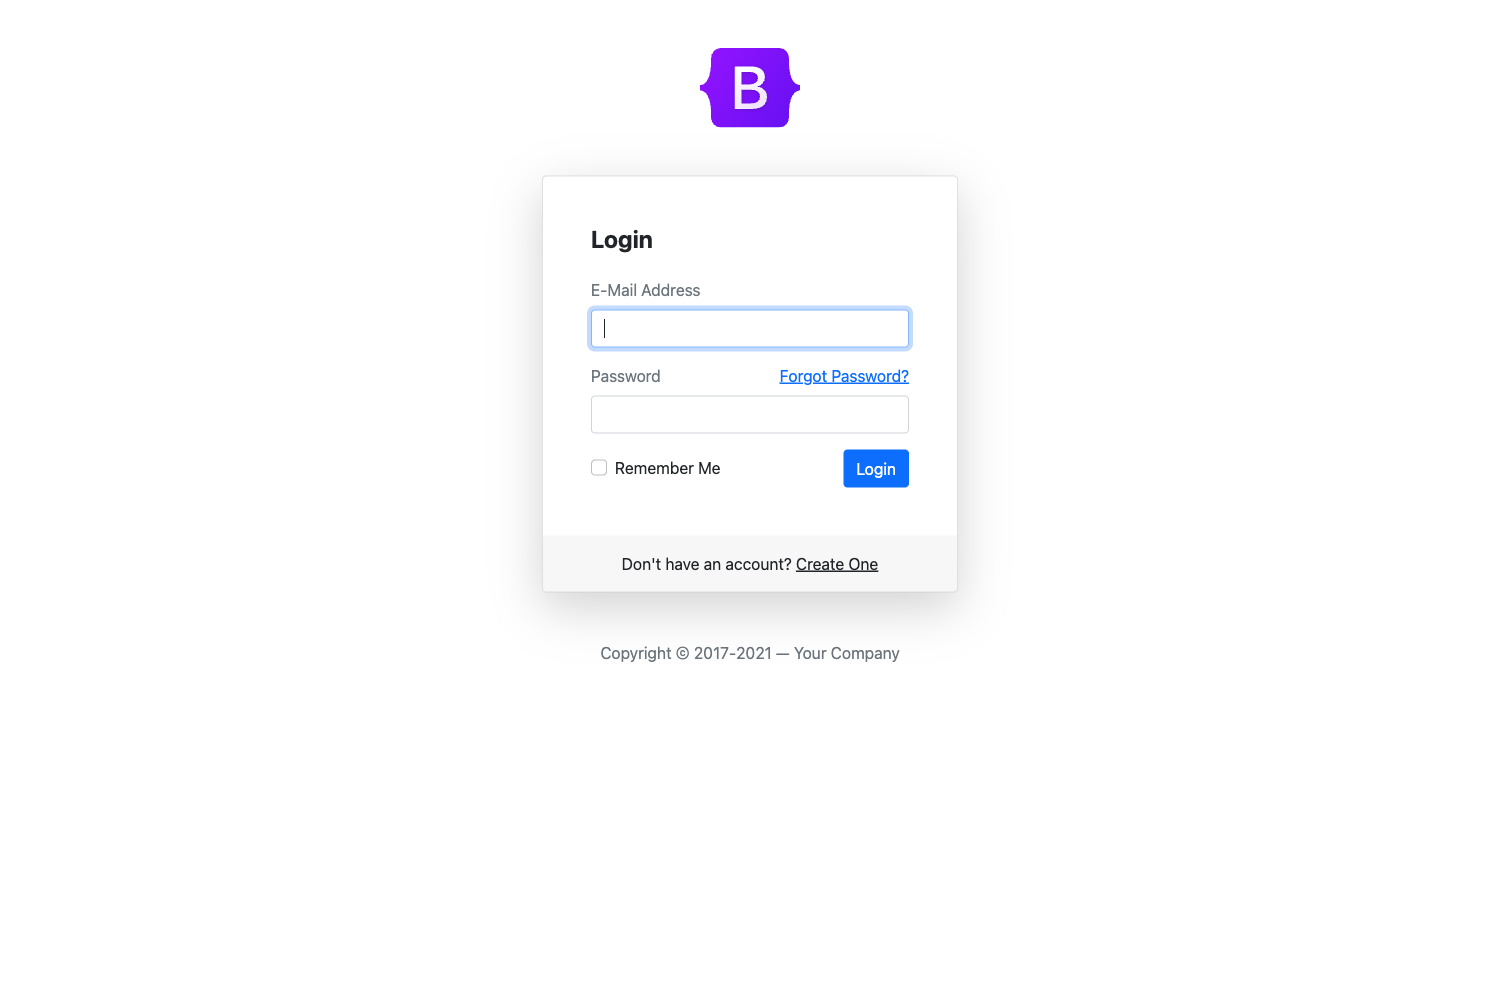 B
Login
E-Mail Address
Password Forgot Password?
Remember Me Login
Don't have an account? Create One
Copyright © 2017-2021 — Your Company